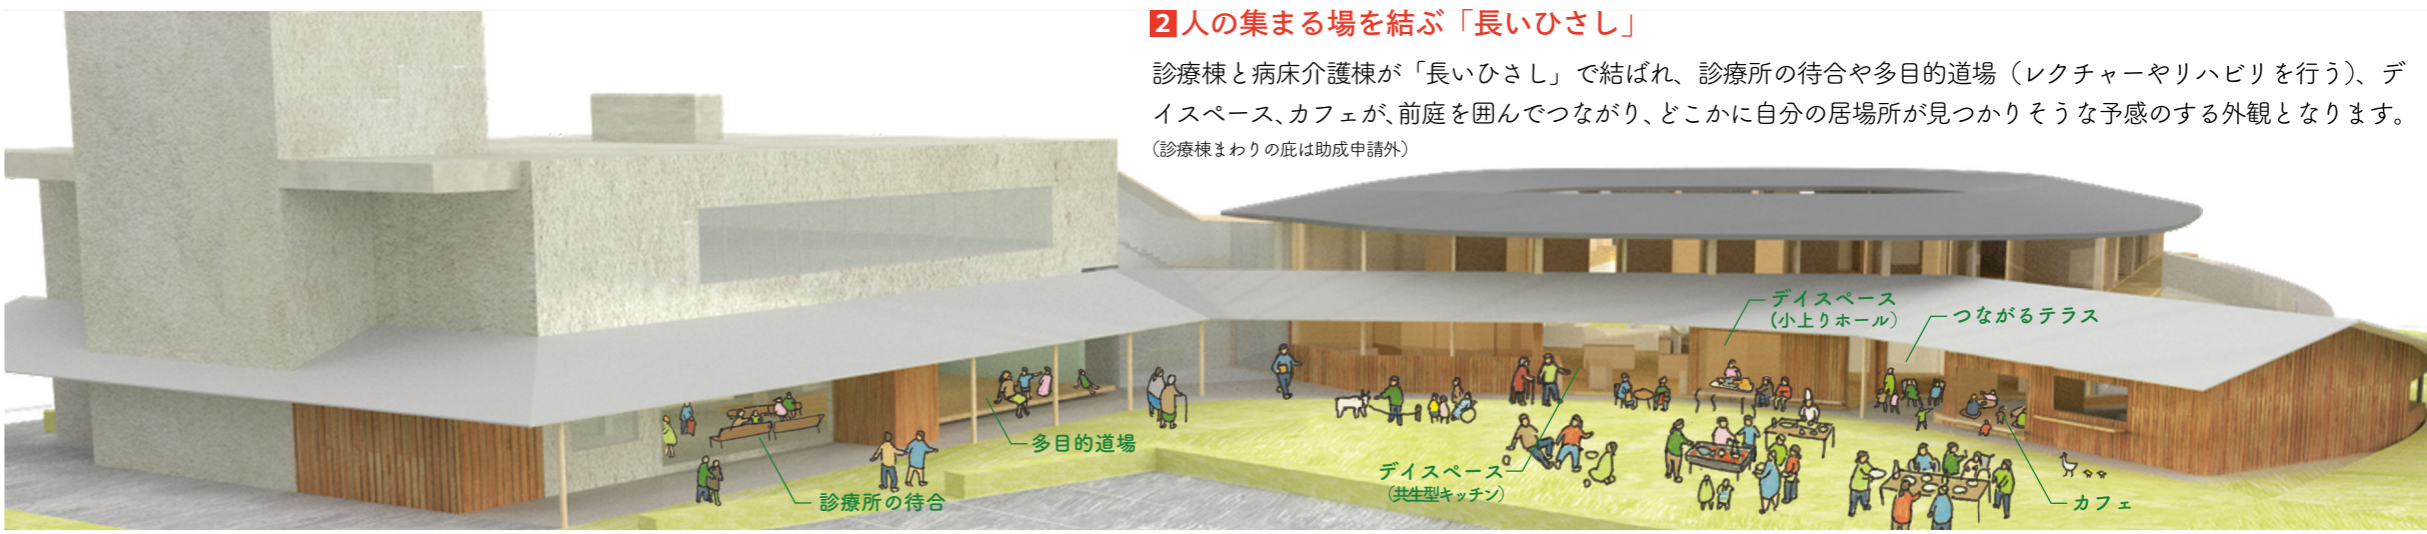 2 人の集まる場を結ぶ「長いひさし」
診療棟と病床介護棟が「長いひさし」で結ばれ、診療所の待合や多目的道場（レクチャーやリハビリを行う）、デ
イスペース、カフェが、前庭を囲んでつながり、どこかに自分の居場所が見つかりそうな予感のする外観となります。
（診療棟まわりの庇は助成申請外）
デイスペース
（小上りホール）
つながるテラス
多目的道場
デイスペース
（共生型キッチン）
診療所の待合
カフェ